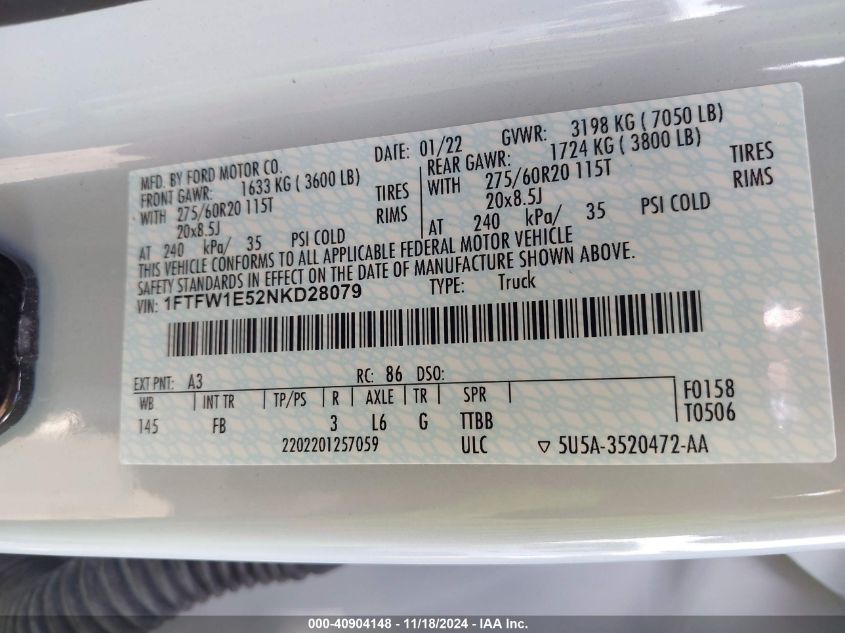 MFD. BY FORD MOTOR CO. DATE: 01/22 GVWR: 3198 KG ( 7050 LB)
FRONT GAWR: 1633 KG ( 3600 LB) REAR GAWR: 1724 KG ( 3800 LB)
WITH 275/60R20 115T TIRES WITH 275/60R20 115T TIRES
20x8.5J RIMS 20x8.5J RIMS
AT 240 kPa/ 35 PSI COLD AT 240 kPa/ 35 PSI COLD
THIS VEHICLE CONFORMS TO ALL APPLICABLE FEDERAL MOTOR VEHICLE
SAFETY STANDARDS IN EFFECT ON THE DATE OF MANUFACTURE SHOWN ABOVE.
VIN: 1FTFW1E52NKD28079 TYPE: Truck
EXT PNT: A3 RC: 86 DSO:
WB INT TR TP/PS R AXLE TR SPR F0158
145 FB 3 L6 G TTBB T0506
2202201257059 ULC ▽ 5U5A-3520472-AA
000-40904148 - 11/18/2024 - IAA Inc.